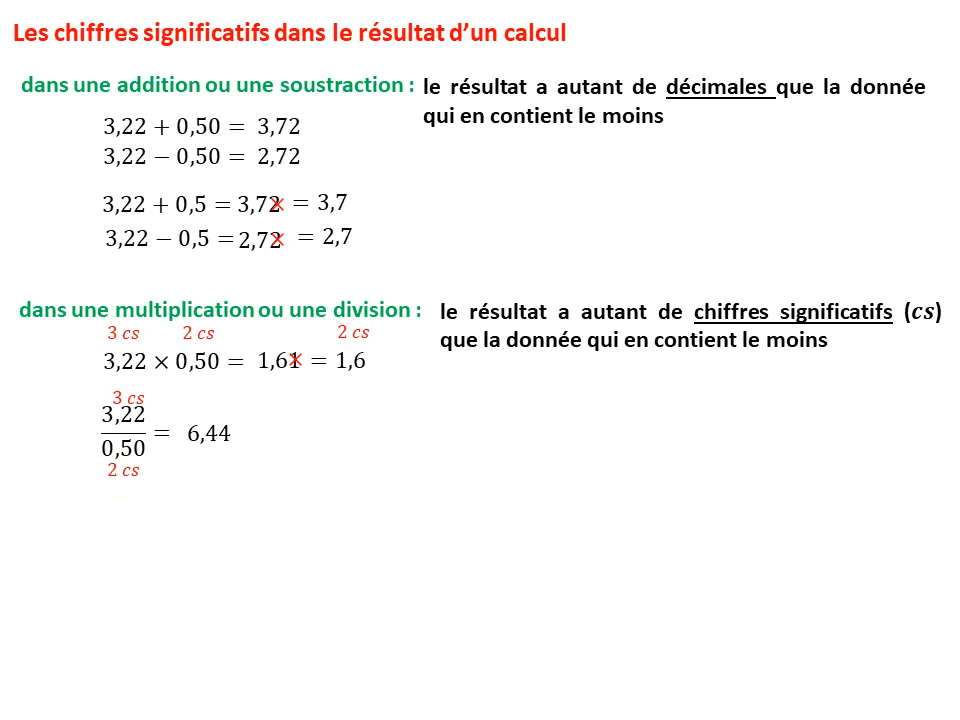 Les chiffres significatifs dans le résultat d’un calcul
dans une addition ou une soustraction : le résultat a autant de décimales que la donnée
qui en contient le moins
3,22 + 0,50 = 3,72
3,22 − 0,50 = 2,72
3,22 + 0,5 = 3,72 = 3,7
3,22 − 0,5 = 2,72 = 2,7
dans une multiplication ou une division : le résultat a autant de chiffres significatifs (cs)
que la donnée qui en contient le moins
3 cs 2 cs 2 cs
3,22 × 0,50 = 1,61 = 1,6
3 cs
3,22
= 6,44
0,50
2 cs